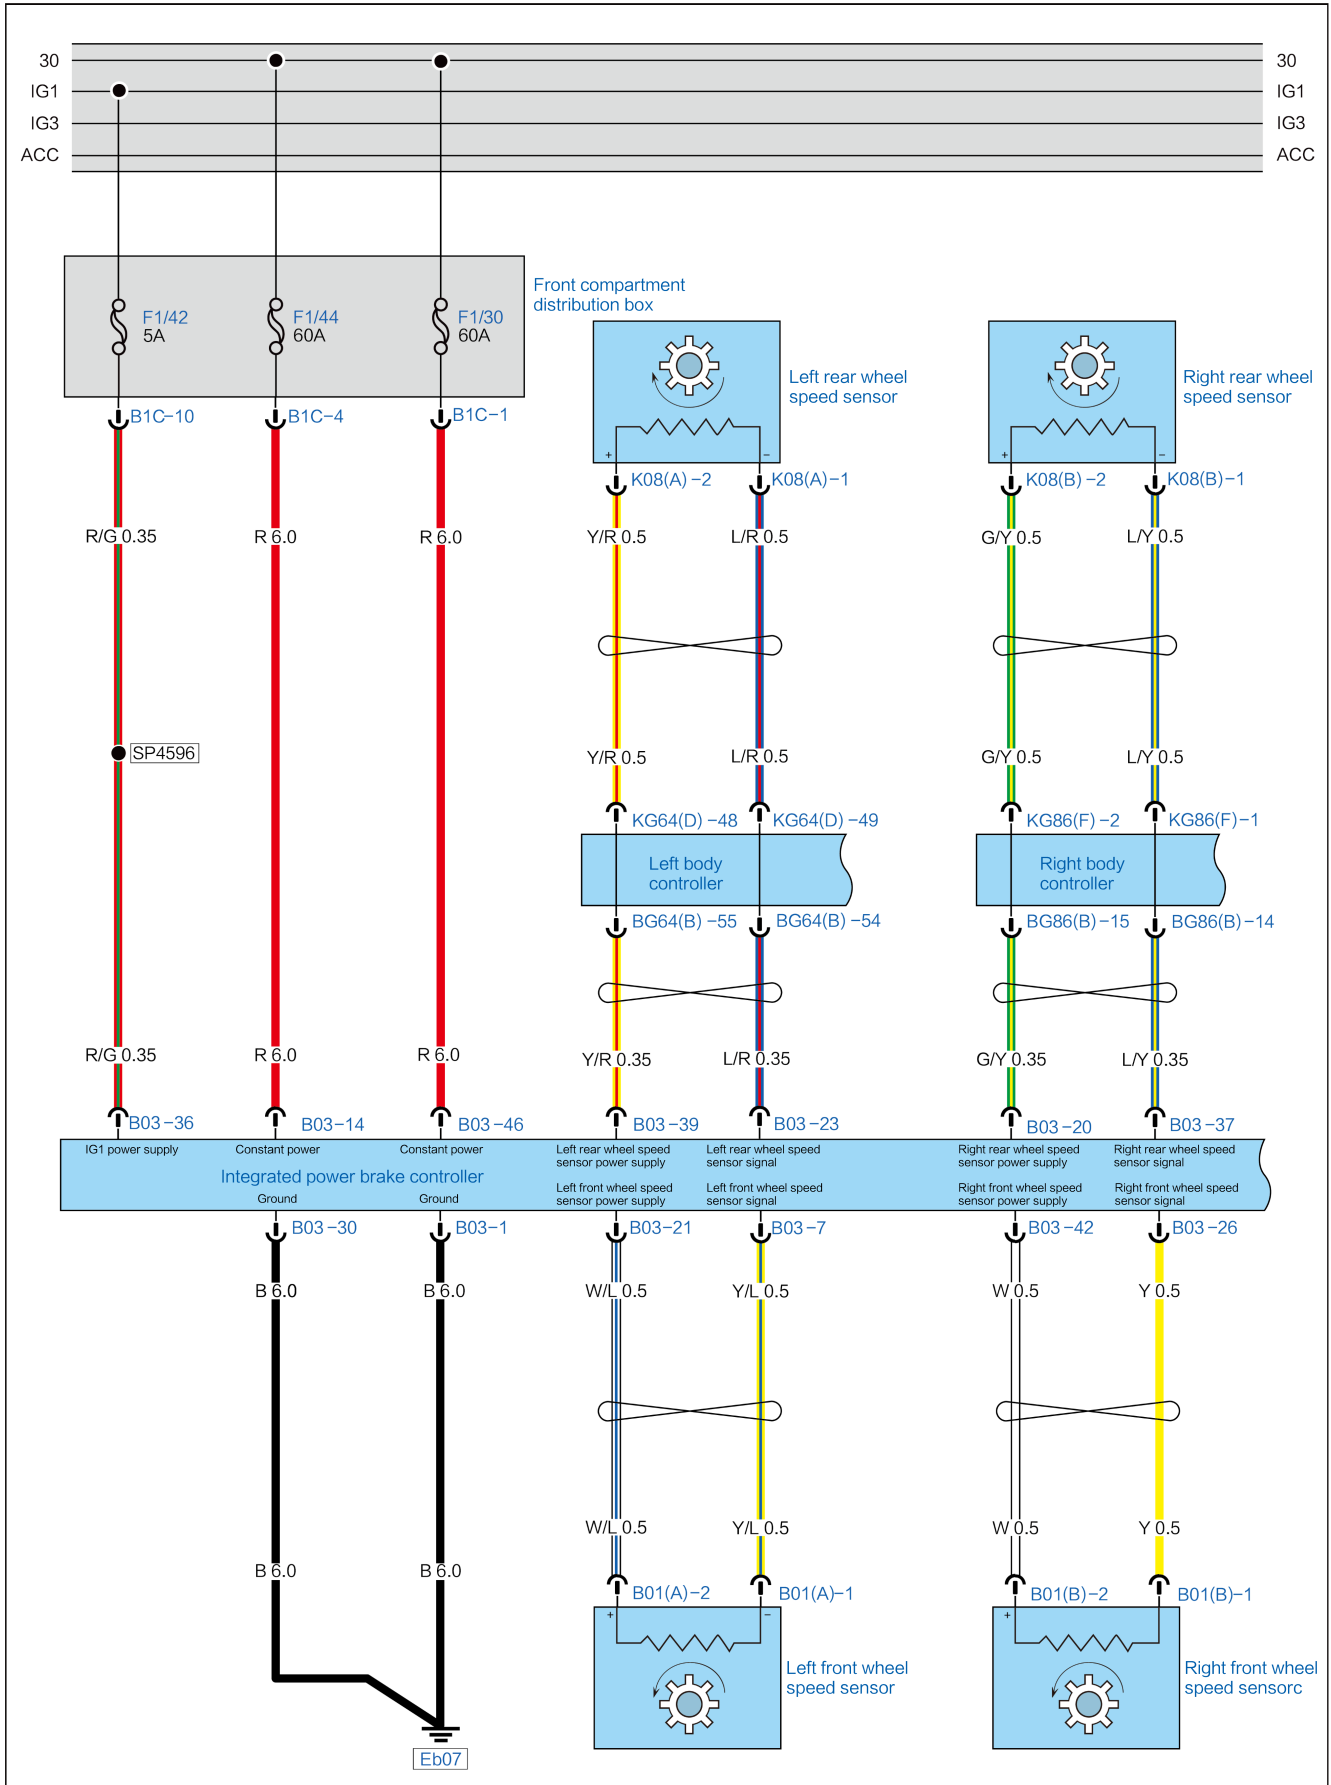 30
30
IG1
IG1
IG3
IG3
ACC
ACC
Front compartment
distribution box
F1/42
5A
F1/44
60A
F1/30
60A
Left rear wheel
speed sensor
Right rear wheel
speed sensor
B1C-10
B1C-4
B1C-1
+
-
+
-
K08(A)-2
K08(A)-1
K08(B)-2
K08(B)-1
R/G 0.35
R 6.0
R 6.0
Y/R 0.5
L/R 0.5
G/Y 0.5
L/Y 0.5
SP4596
Y/R 0.5
L/R 0.5
G/Y 0.5
L/Y 0.5
KG64(D)-48
KG64(D)-49
KG86(F)-2
KG86(F)-1
Left body
controller
Right body
controller
BG64(B)-55
BG64(B)-54
BG86(B)-15
BG86(B)-14
R/G 0.35
R 6.0
R 6.0
Y/R 0.35
L/R 0.35
G/Y 0.35
L/Y 0.35
B03-36
B03-14
B03-46
B03-39
B03-23
B03-20
B03-37
IG1 power supply
Constant power
Constant power
Left rear wheel speed
sensor power supply
Left rear wheel speed
sensor signal
Right rear wheel speed
sensor power supply
Right rear wheel speed
sensor signal
Integrated power brake controller
Ground
Ground
Left front wheel speed
sensor power supply
Left front wheel speed
sensor signal
Right front wheel speed
sensor power supply
Right front wheel speed
sensor signal
B03-30
B03-1
B03-21
B03-7
B03-42
B03-26
B 6.0
B 6.0
W/L 0.5
Y/L 0.5
W 0.5
Y 0.5
W/L 0.5
Y/L 0.5
W 0.5
Y 0.5
B 6.0
B 6.0
B01(A)-2
B01(A)-1
B01(B)-2
B01(B)-1
+
-
+
-
Left front wheel
speed sensor
Right front wheel
speed sensorc
Eb07